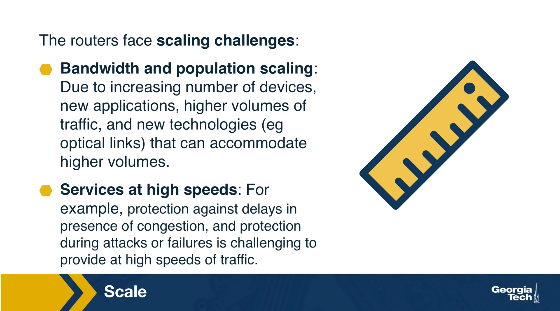 The routers face scaling challenges:
Bandwidth and population scaling:
Due to increasing number of devices,
new applications, higher volumes of
traffic, and new technologies (eg
optical links) that can accommodate
higher volumes.
Services at high speeds: For
example, protection against delays in
presence of congestion, and protection
during attacks or failures is challenging to
provide at high speeds of traffic.
Scale
Georgia
Tech